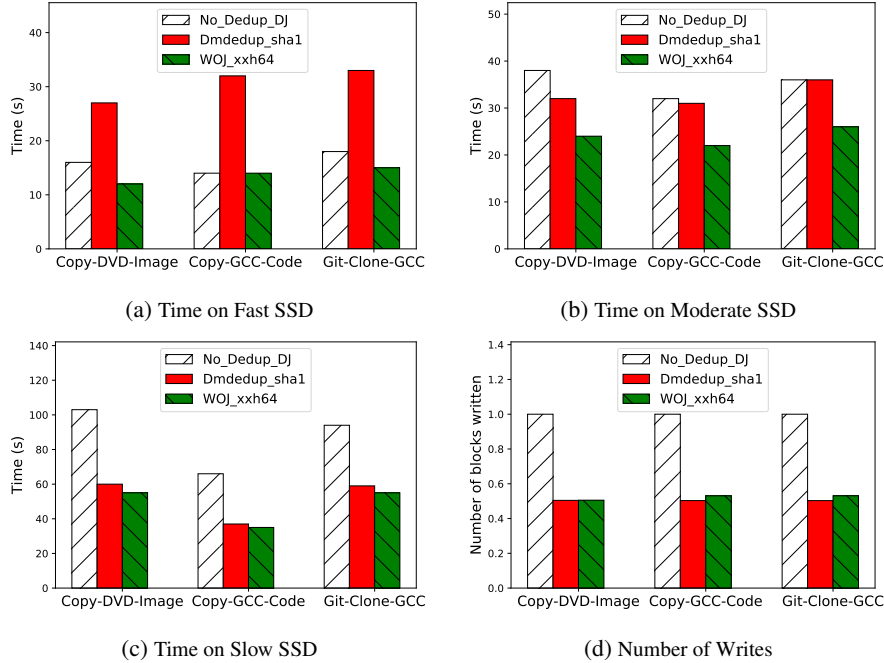 No_Dedup_DJ
Dmdedup_sha1
WOJ_xxh64
Time (s)
40
30
20
10
0
Copy-DVD-Image Copy-GCC-Code Git-Clone-GCC
(a) Time on Fast SSD
No_Dedup_DJ
Dmdedup_sha1
WOJ_xxh64
Time (s)
50
40
30
20
10
0
Copy-DVD-Image Copy-GCC-Code Git-Clone-GCC
(b) Time on Moderate SSD
No_Dedup_DJ
Dmdedup_sha1
WOJ_xxh64
Time (s)
140
120
100
80
60
40
20
0
Copy-DVD-Image Copy-GCC-Code Git-Clone-GCC
(c) Time on Slow SSD
No_Dedup_DJ
Dmdedup_sha1
WOJ_xxh64
Number of blocks written
1.4
1.2
1.0
0.8
0.6
0.4
0.2
0.0
Copy-DVD-Image Copy-GCC-Code Git-Clone-GCC
(d) Number of Writes